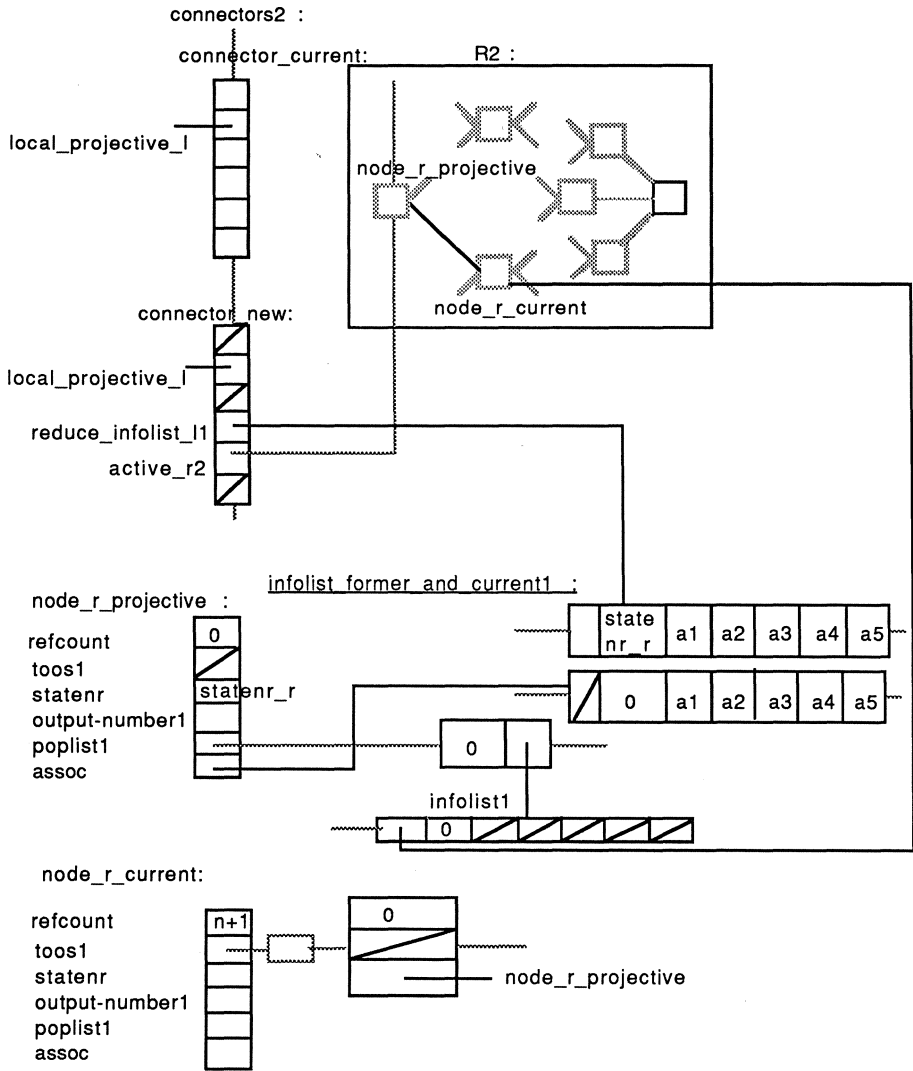 connectors2 :
connector_current:
R2 :
local_projective_l
node_r_projective
node_r_current
connector_new:
local_projective_l
reduce_infolist_l1
active_r2
infolist_former_and_current1 :
node_r_projective :
state
nr_r a1 a2 a3 a4 a5
refcount 0
toos1
statenr statenr_r
0 a1 a2 a3 a4 a5
output-number1
poplist1 0
assoc
infolist1
0
node_r_current:
refcount n+1 0
toos1
statenr node_r_projective
output-number1
poplist1
assoc